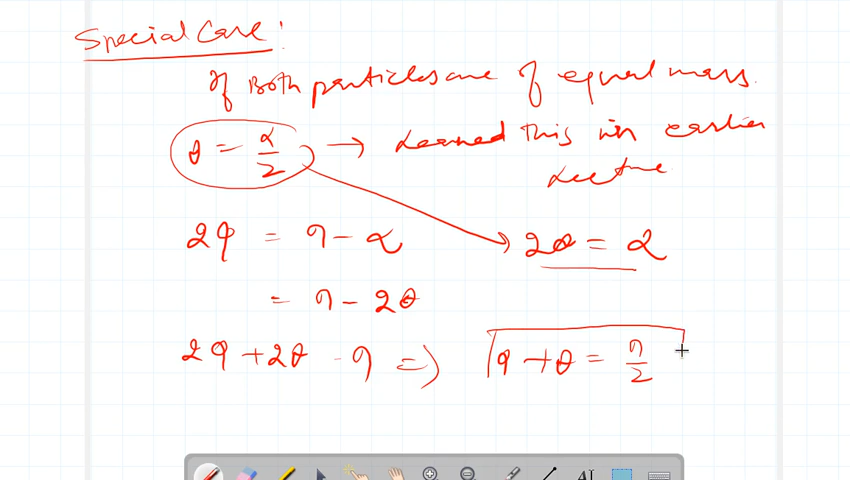 Special Case:
If Both particles are of equal mass.
θ = α/2 → Learned this in earlier
Lecture
2φ = π - α 2θ = α
= π - 2θ
2φ + 2θ - π ⇒ φ + θ = π/2